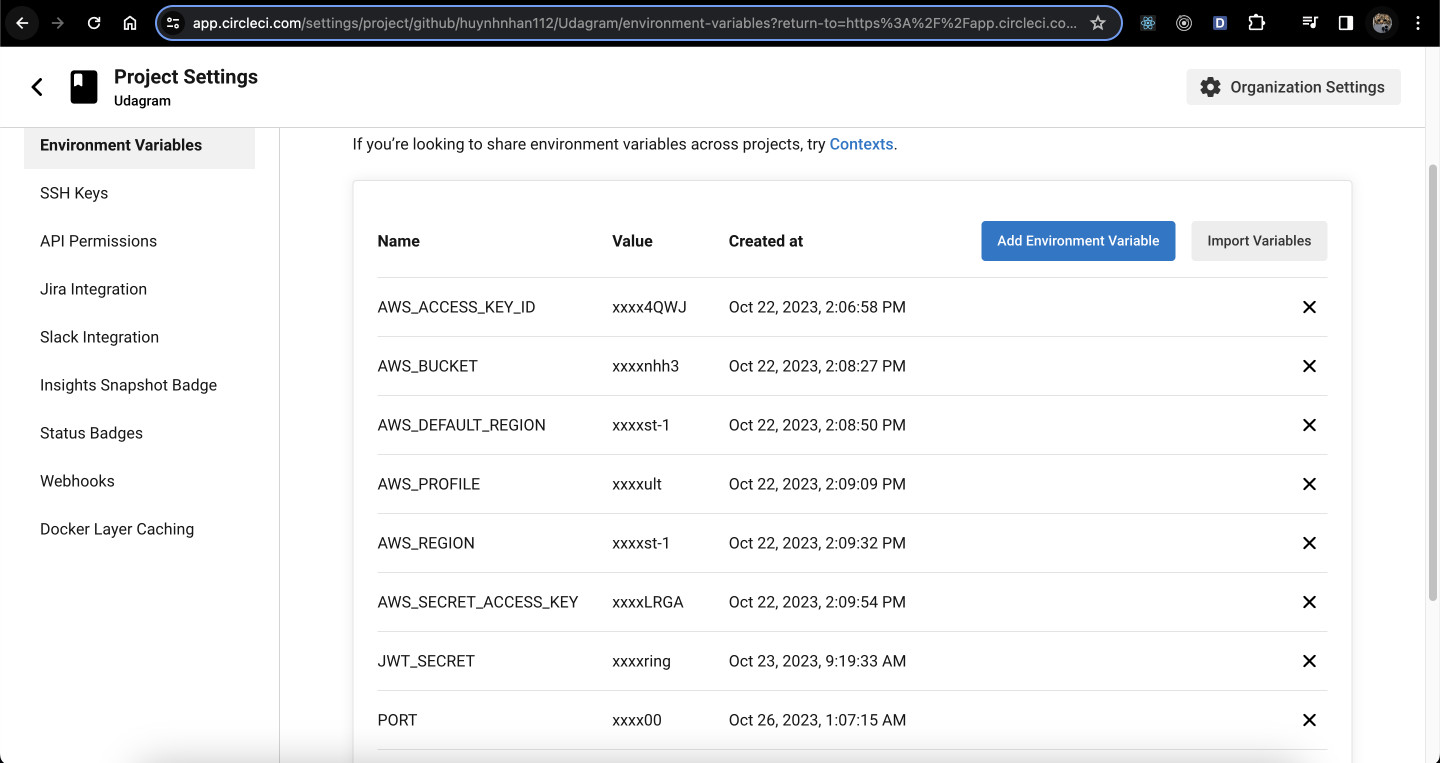 app.circleci.com/settings/project/github/huynhnhan112/Udagram/environment-variables?return-to=https%3A%2F%2Fapp.circleci.co...
Project Settings
Udagram
Organization Settings
Environment Variables
SSH Keys
API Permissions
Jira Integration
Slack Integration
Insights Snapshot Badge
Status Badges
Webhooks
Docker Layer Caching
If you’re looking to share environment variables across projects, try Contexts.
Name Value Created at Add Environment Variable Import Variables
AWS_ACCESS_KEY_ID xxxx4QWJ Oct 22, 2023, 2:06:58 PM
AWS_BUCKET xxxxnhh3 Oct 22, 2023, 2:08:27 PM
AWS_DEFAULT_REGION xxxxst-1 Oct 22, 2023, 2:08:50 PM
AWS_PROFILE xxxxult Oct 22, 2023, 2:09:09 PM
AWS_REGION xxxxst-1 Oct 22, 2023, 2:09:32 PM
AWS_SECRET_ACCESS_KEY xxxxLRGA Oct 22, 2023, 2:09:54 PM
JWT_SECRET xxxxring Oct 23, 2023, 9:19:33 AM
PORT xxxx00 Oct 26, 2023, 1:07:15 AM